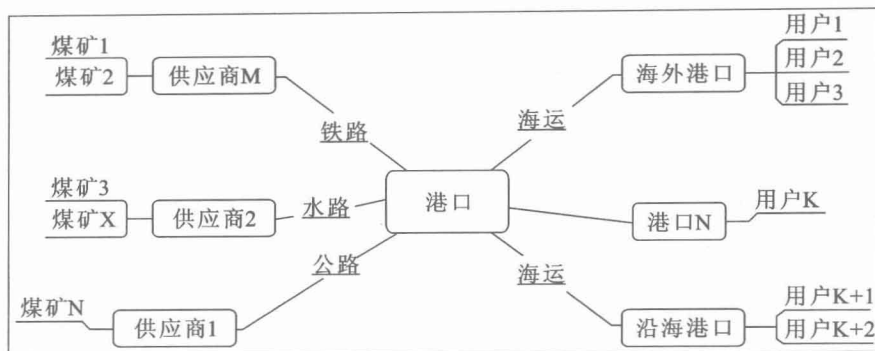 煤矿1
煤矿2
供应商M
铁路
煤矿3
煤矿X
供应商2
水路
煤矿N
供应商1
公路
港口
海运
海外港口
用户1
用户2
用户3
港口N
用户K
海运
沿海港口
用户K+1
用户K+2